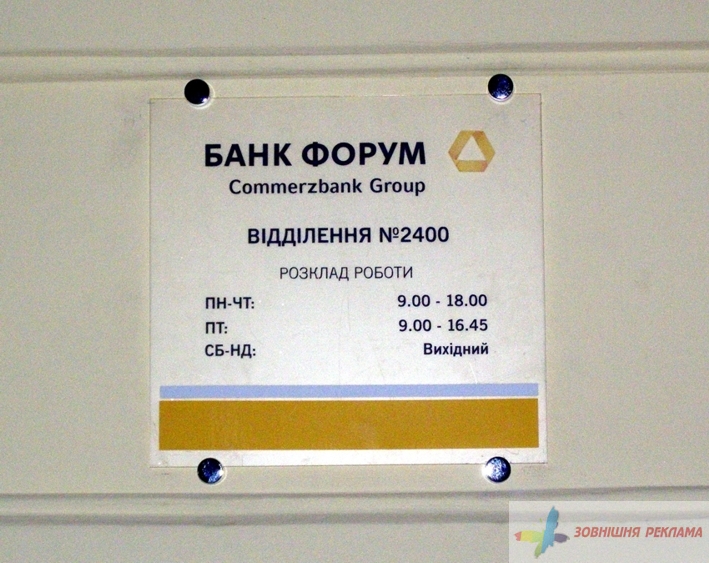 БАНК ФОРУМ
Commerzbank Group
ВІДДІЛЕННЯ №2400
РОЗКЛАД РОБОТИ
ПН-ЧТ: 9.00 - 18.00
ПТ: 9.00 - 16.45
СБ-НД: Вихідний
ЗОВНІШНЯ РЕКЛАМА